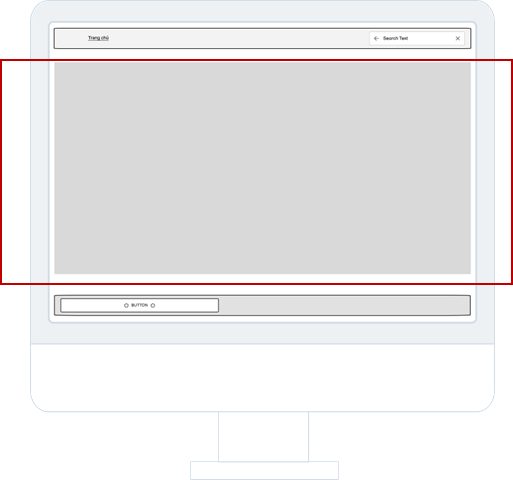 Trang chủ
Search Text
BUTTON